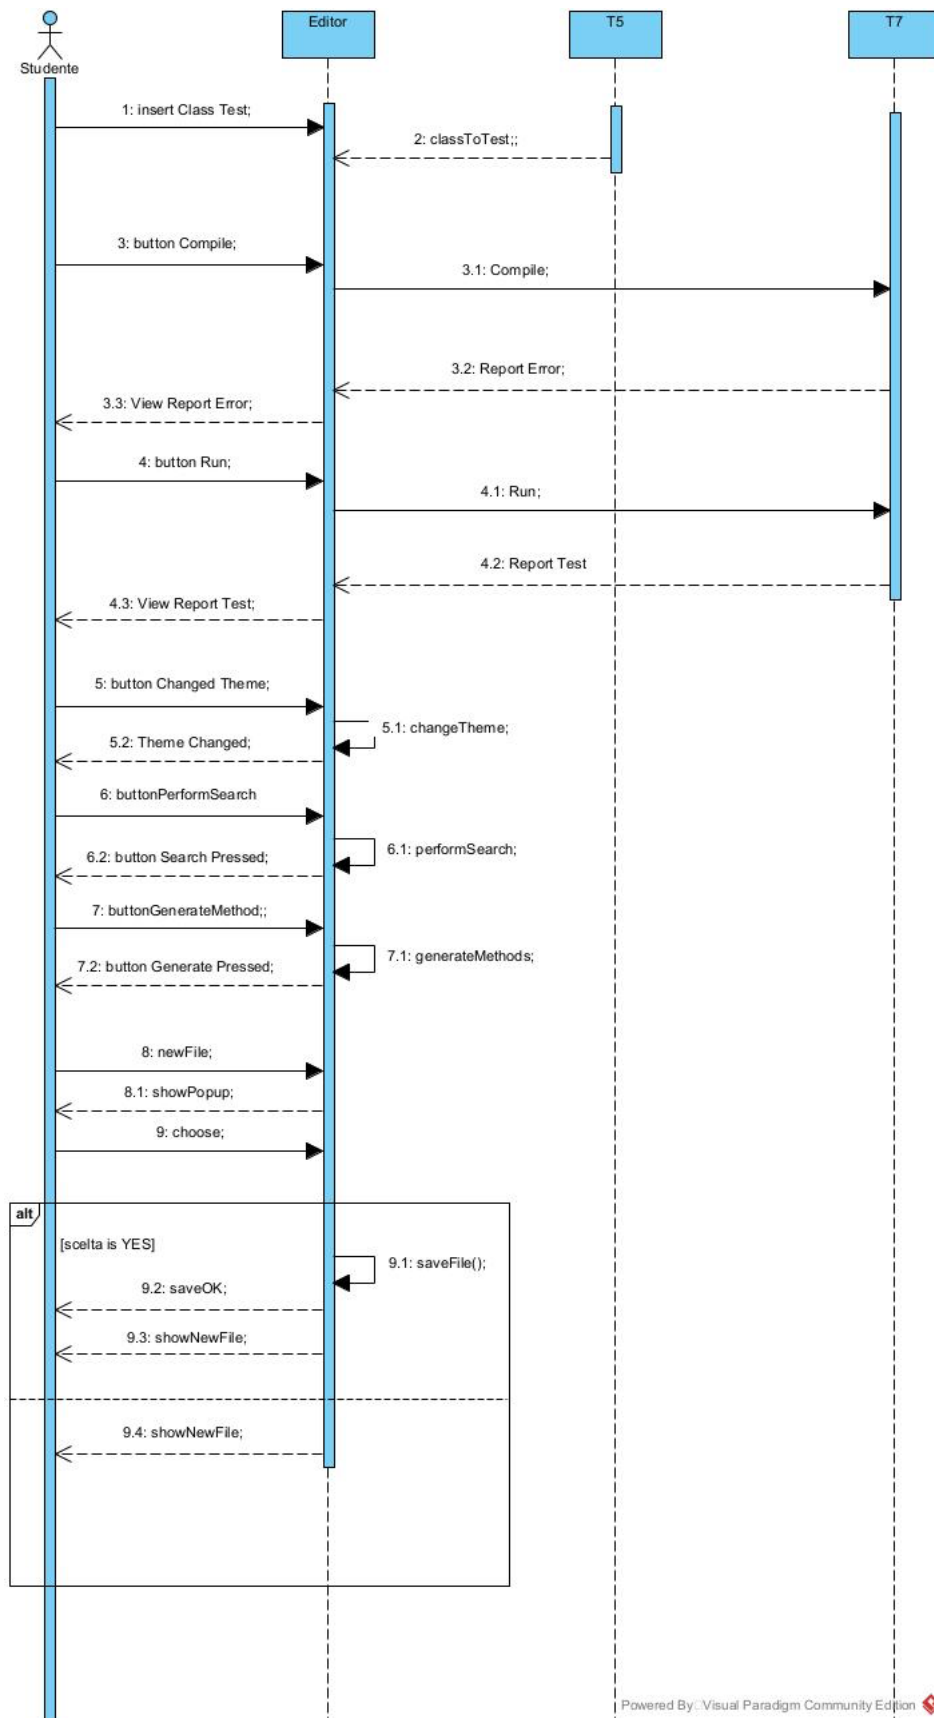 Studente
Editor
T5
T7
1: insert Class Test;
2: classToTest;;
3: button Compile;
3.1: Compile;
3.2: Report Error;
3.3: View Report Error;
4: button Run;
4.1: Run;
4.2: Report Test
4.3: View Report Test;
5: button Changed Theme;
5.1: changeTheme;
5.2: Theme Changed;
6: buttonPerformSearch
6.1: performSearch;
6.2: button Search Pressed;
7: buttonGenerateMethod;;
7.1: generateMethods;
7.2: button Generate Pressed;
8: newFile;
8.1: showPopup;
9: choose;
alt
[scelta is YES]
9.1: saveFile();
9.2: saveOK;
9.3: showNewFile;
9.4: showNewFile;
Powered By Visual Paradigm Community Edition